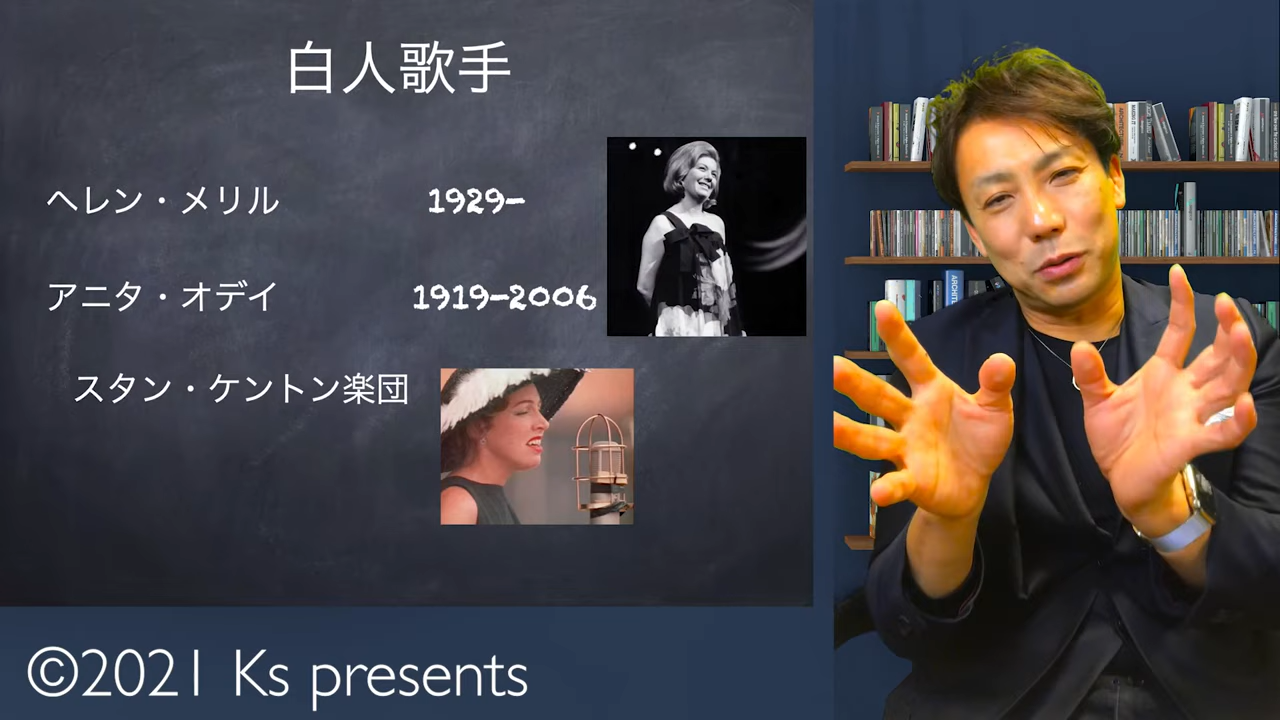 白人歌手
ヘレン・メリル 1929-
アニタ・オデイ 1919-2006
スタン・ケントン楽団
©2021 Ks presents